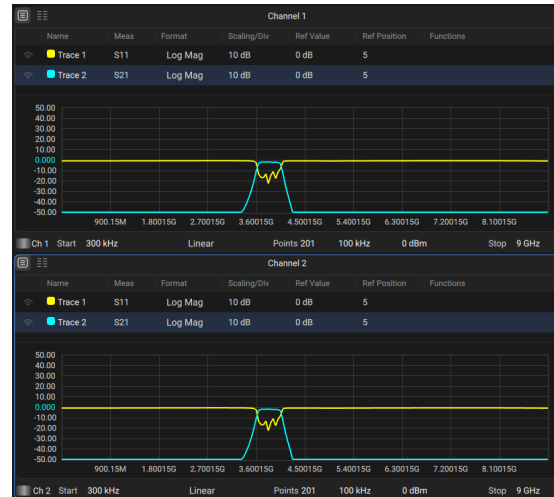 Channel 1
Name Meas Format Scaling/Div Ref Value Ref Position Functions
Trace 1 S11 Log Mag 10 dB 0 dB 5
Trace 2 S21 Log Mag 10 dB 0 dB 5
50.00
40.00
30.00
20.00
10.00
0.000
-10.00
-20.00
-30.00
-40.00
-50.00
900.15M 1.80015G 2.70015G 3.60015G 4.50015G 5.40015G 6.30015G 7.20015G 8.10015G
Ch 1 Start 300 kHz Linear Points 201 100 kHz 0 dBm Stop 9 GHz
Channel 2
Name Meas Format Scaling/Div Ref Value Ref Position Functions
Trace 1 S11 Log Mag 10 dB 0 dB 5
Trace 2 S21 Log Mag 10 dB 0 dB 5
50.00
40.00
30.00
20.00
10.00
0.000
-10.00
-20.00
-30.00
-40.00
-50.00
900.15M 1.80015G 2.70015G 3.60015G 4.50015G 5.40015G 6.30015G 7.20015G 8.10015G
Ch 2 Start 300 kHz Linear Points 201 100 kHz 0 dBm Stop 9 GHz